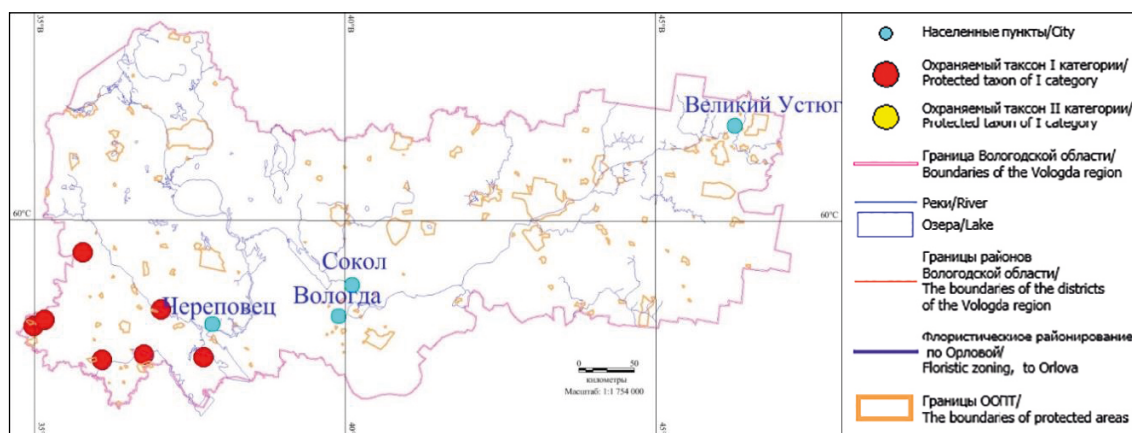 35°В
40°В
45°В
Великий Устюг
60°С
60°С
Сокол
Вологда
Череповец
0 50
километры
Масштаб: 1:1 754 000
35°
40°
45°
Населенные пункты/City
Охраняемый таксон I категории/
Protected taxon of I category
Охраняемый таксон II категории/
Protected taxon of I category
Граница Вологодской области/
Boundaries of the Vologda region
Реки/River
Озера/Lake
Границы районов
Вологодской области/
The boundaries of the districts
of the Vologda region
Флористическое районирование
по Орловой/
Floristic zoning, to Orlova
Границы ООПТ/
The boundaries of protected areas